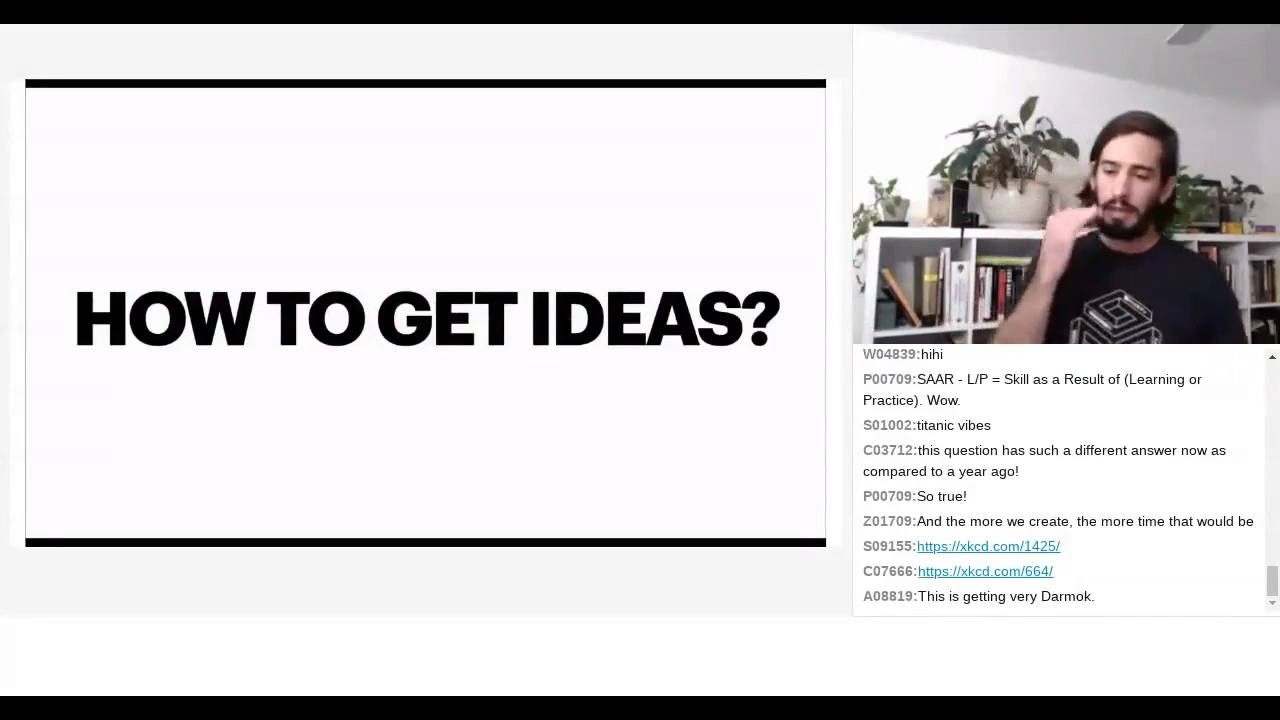 HOW TO GET IDEAS?
W04839:hihi
P00709:SAAR - L/P = Skill as a Result of (Learning or
Practice). Wow.
S01002:titanic vibes
C03712:this question has such a different answer now as
compared to a year ago!
P00709:So true!
Z01709:And the more we create, the more time that would be
S09155:https://xkcd.com/1425/
C07666:https://xkcd.com/664/
A08819:This is getting very Darmok.